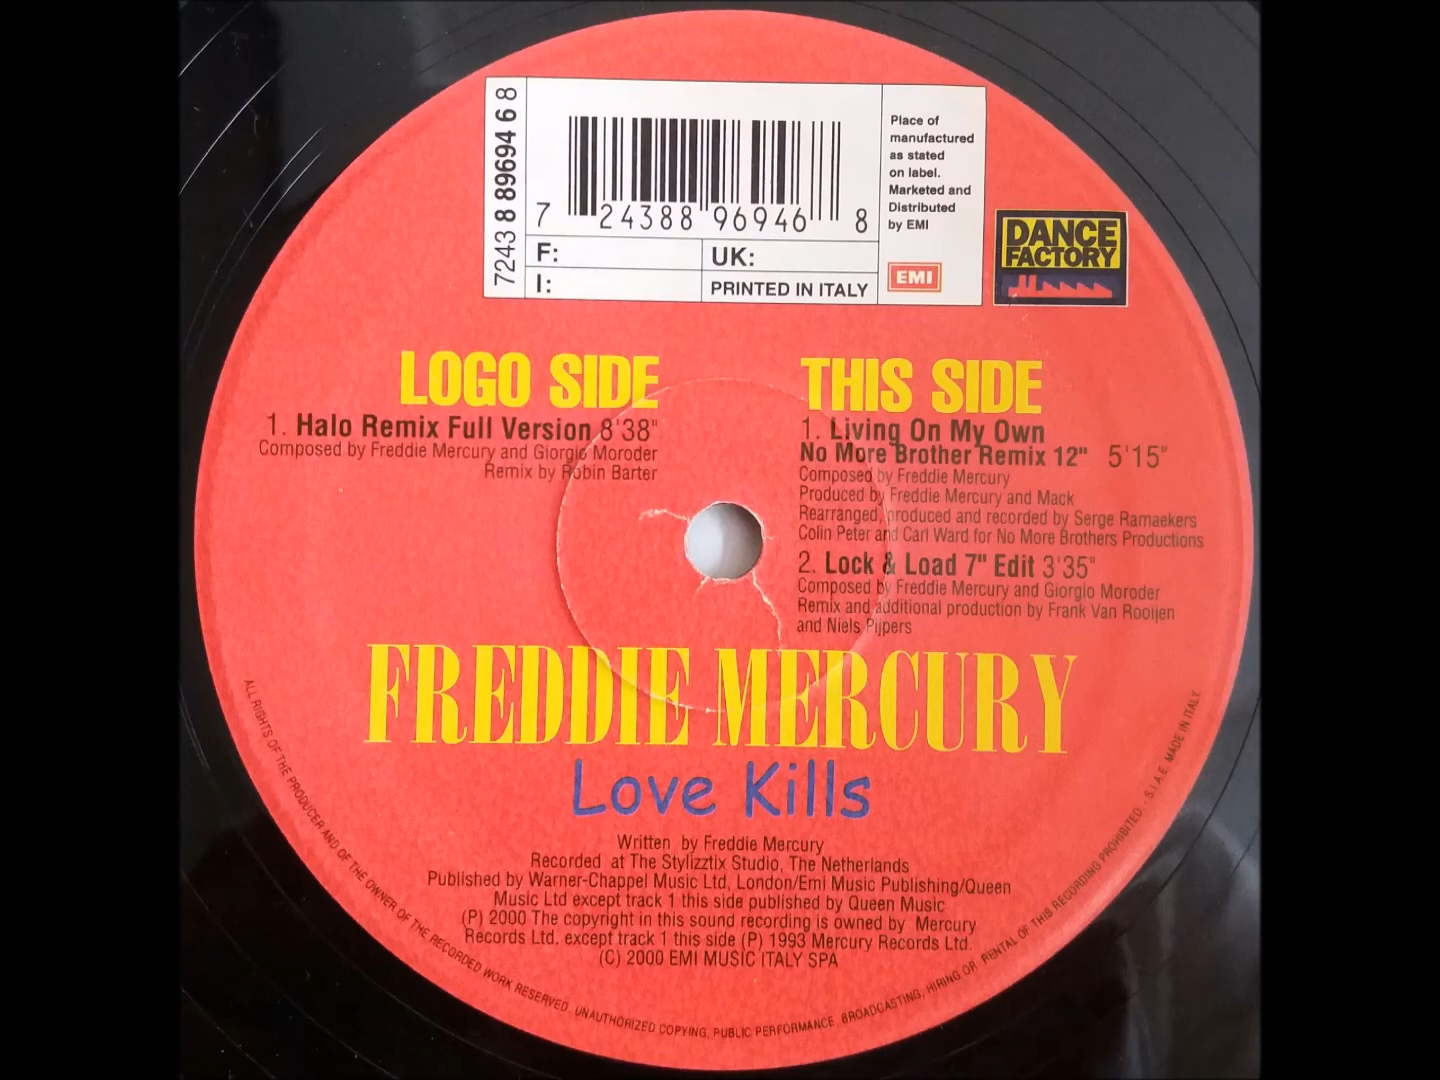 7243 8 89694 6 8
7 24388 96946 8
F:
UK:
I:
PRINTED IN ITALY
Place of
manufactured
as stated
on label.
Marketed and
Distributed
by EMI
EMI
DANCE
FACTORY
LOGO SIDE
1. Halo Remix Full Version 8'38"
Composed by Freddie Mercury and Giorgio Moroder
Remix by Robin Barter
THIS SIDE
1. Living On My Own
No More Brother Remix 12" 5'15"
Composed by Freddie Mercury
Produced by Freddie Mercury and Mack
Rearranged, produced and recorded by Serge Ramaekers
Colin Peter and Carl Ward for No More Brothers Productions
2. Lock & Load 7" Edit 3'35"
Composed by Freddie Mercury and Giorgio Moroder
Remix and additional production by Frank Van Rooijen
and Niels Pijpers
FREDDIE MERCURY
Love Kills
Written by Freddie Mercury
Recorded at The Stylizztix Studio, The Netherlands
Published by Warner-Chappel Music Ltd, London/Emi Music Publishing/Queen
Music Ltd except track 1 this side published by Queen Music
(P) 2000 The copyright in this sound recording is owned by Mercury
Records Ltd. except track 1 this side (P) 1993 Mercury Records Ltd.
(C) 2000 EMI MUSIC ITALY SPA
ALL RIGHTS OF THE PRODUCER AND OF THE OWNER OF THE RECORDED WORK RESERVED. UNAUTHORIZED COPYING, PUBLIC PERFORMANCE, BROADCASTING, HIRING OR RENTAL OF THIS RECORDING PROHIBITED. - S.I.A.E. MADE IN ITALY